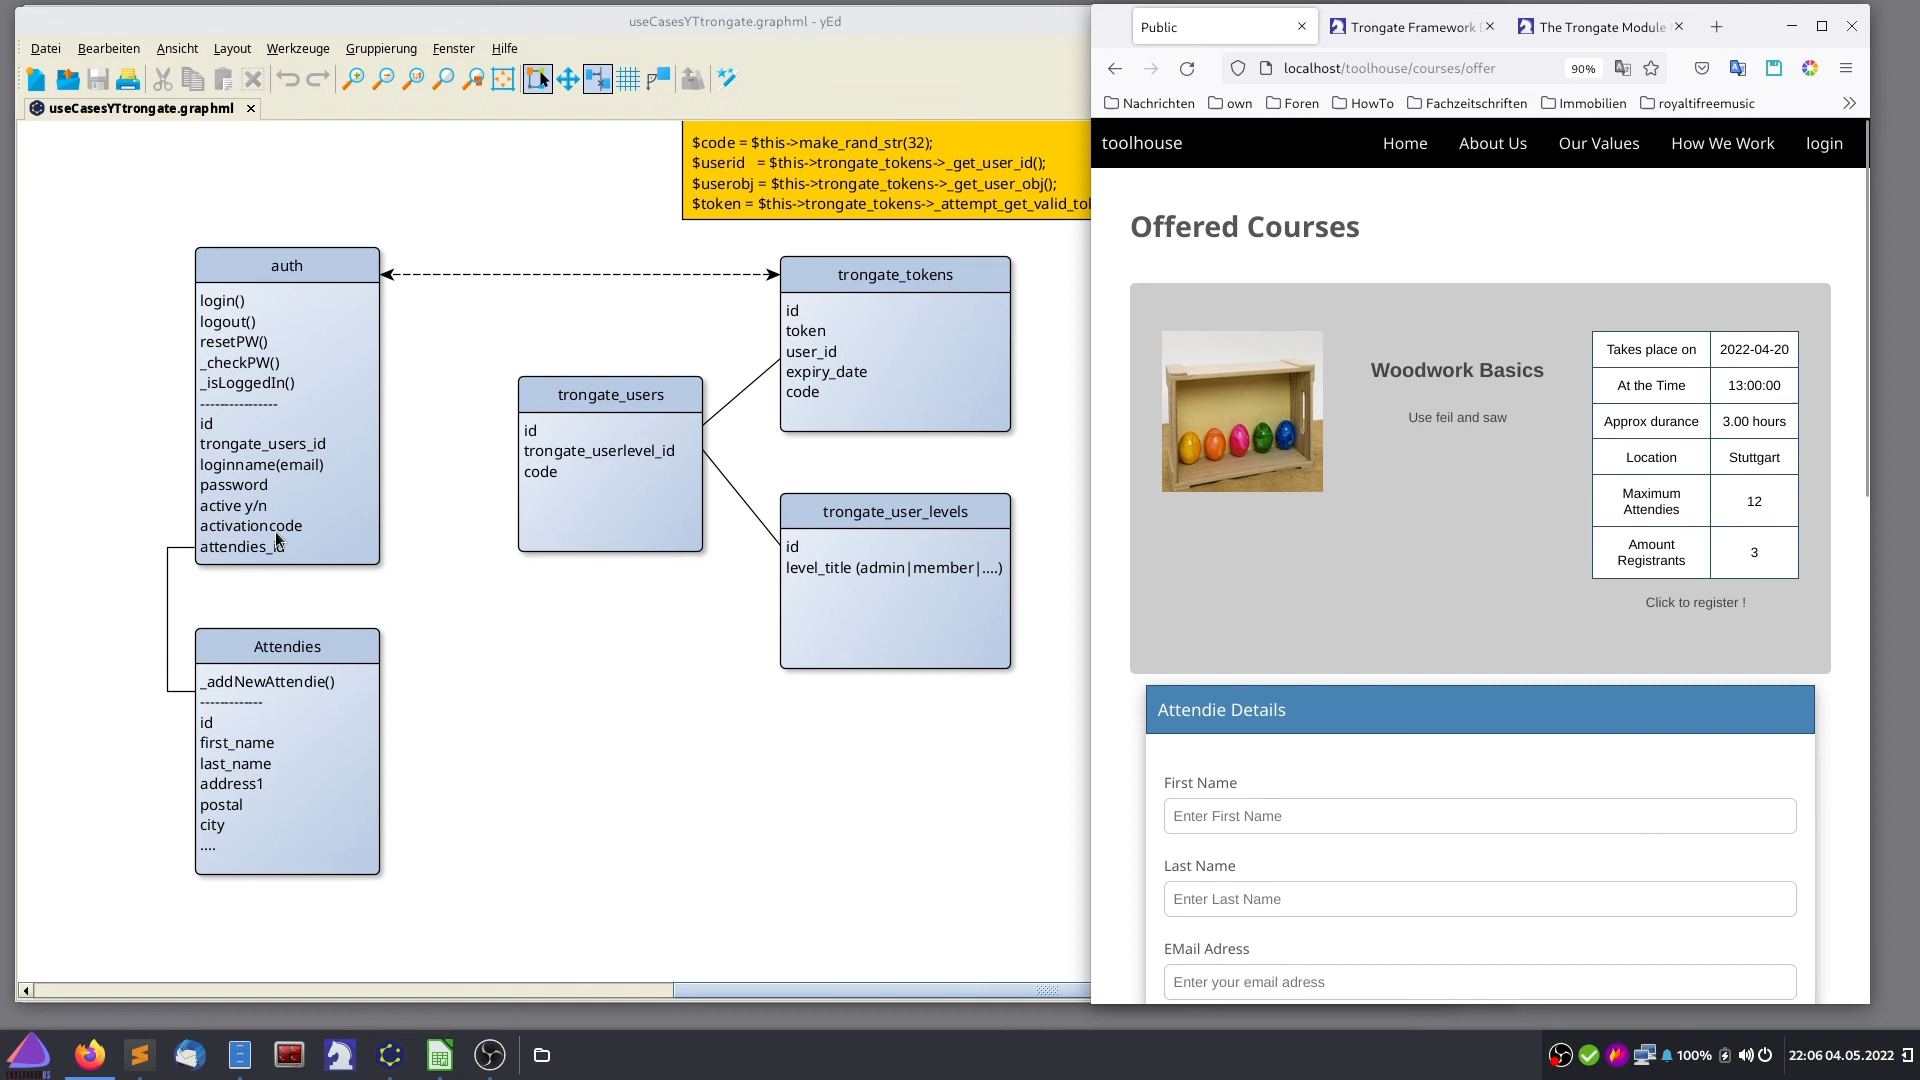 useCasesYTtrongate.graphml - yEd
Datei Bearbeiten Ansicht Layout Werkzeuge Gruppierung Fenster Hilfe
useCasesYTtrongate.graphml
$code = $this->make_rand_str(32);
$userid = $this->trongate_tokens->_get_user_id();
$userobj = $this->trongate_tokens->_get_user_obj();
$token = $this->trongate_tokens->_attempt_get_valid_tok
auth
login()
logout()
resetPW()
_checkPW()
_isLoggedIn()
----------------
id
trongate_users_id
loginname(email)
password
active y/n
activationcode
attendies_id
Attendies
_addNewAttendie()
-------------
id
first_name
last_name
address1
postal
city
....
trongate_users
id
trongate_userlevel_id
code
trongate_tokens
id
token
user_id
expiry_date
code
trongate_user_levels
id
level_title (admin|member|....)
Public
Trongate Framework
The Trongate Module
localhost/toolhouse/courses/offer
90%
Nachrichten own Foren HowTo Fachzeitschriften Immobilien royaltifreemusic
toolhouse Home About Us Our Values How We Work login
Offered Courses
Woodwork Basics
Use feil and saw
Takes place on 2022-04-20
At the Time 13:00:00
Approx durance 3.00 hours
Location Stuttgart
Maximum
Attendies 12
Amount
Registrants 3
Click to register !
Attendie Details
First Name
Enter First Name
Last Name
Enter Last Name
EMail Adress
Enter your email adress
100%
22:06 04.05.2022